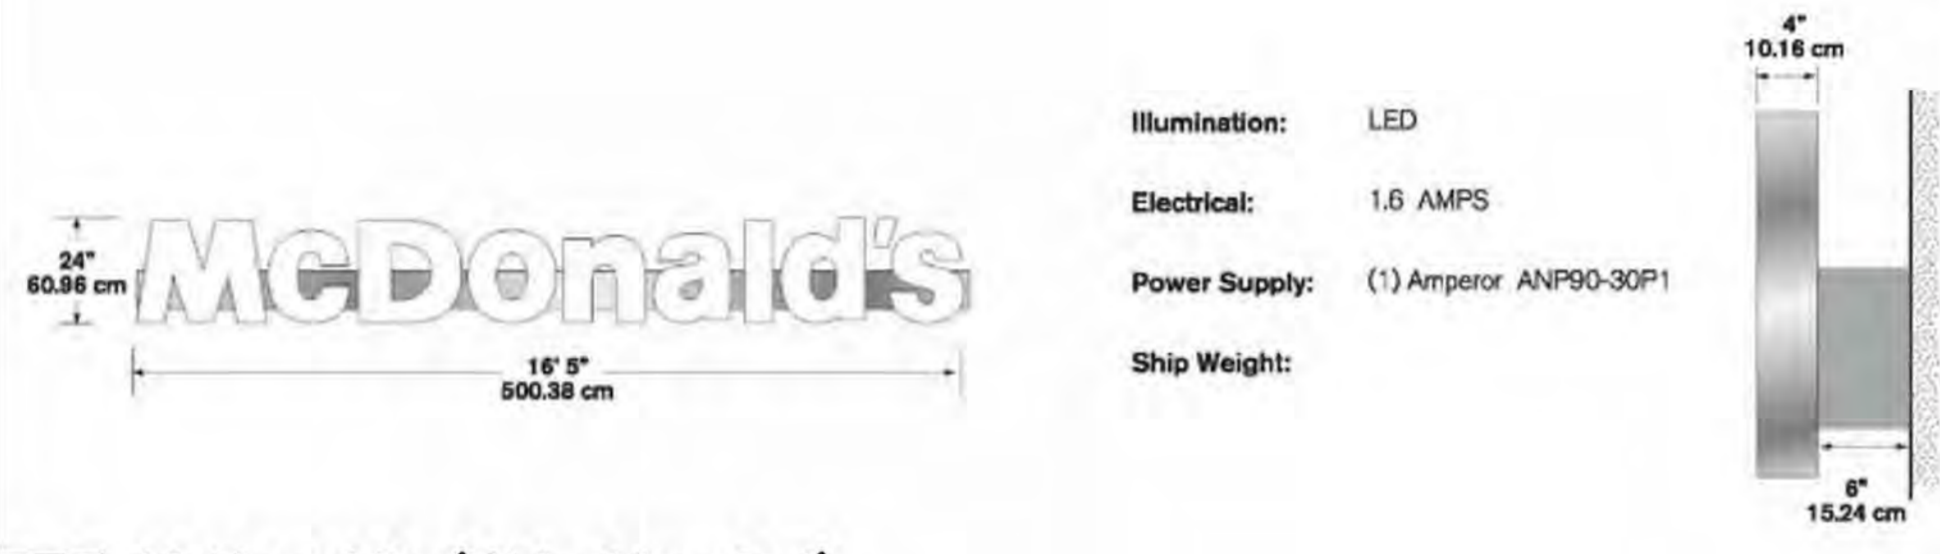 24"
60.96 cm
McDonald's
16' 5"
500.38 cm
Illumination: LED
Electrical: 1.6 AMPS
Power Supply: (1) Amperor ANP90-30P1
Ship Weight:
4"
10.16 cm
6"
15.24 cm